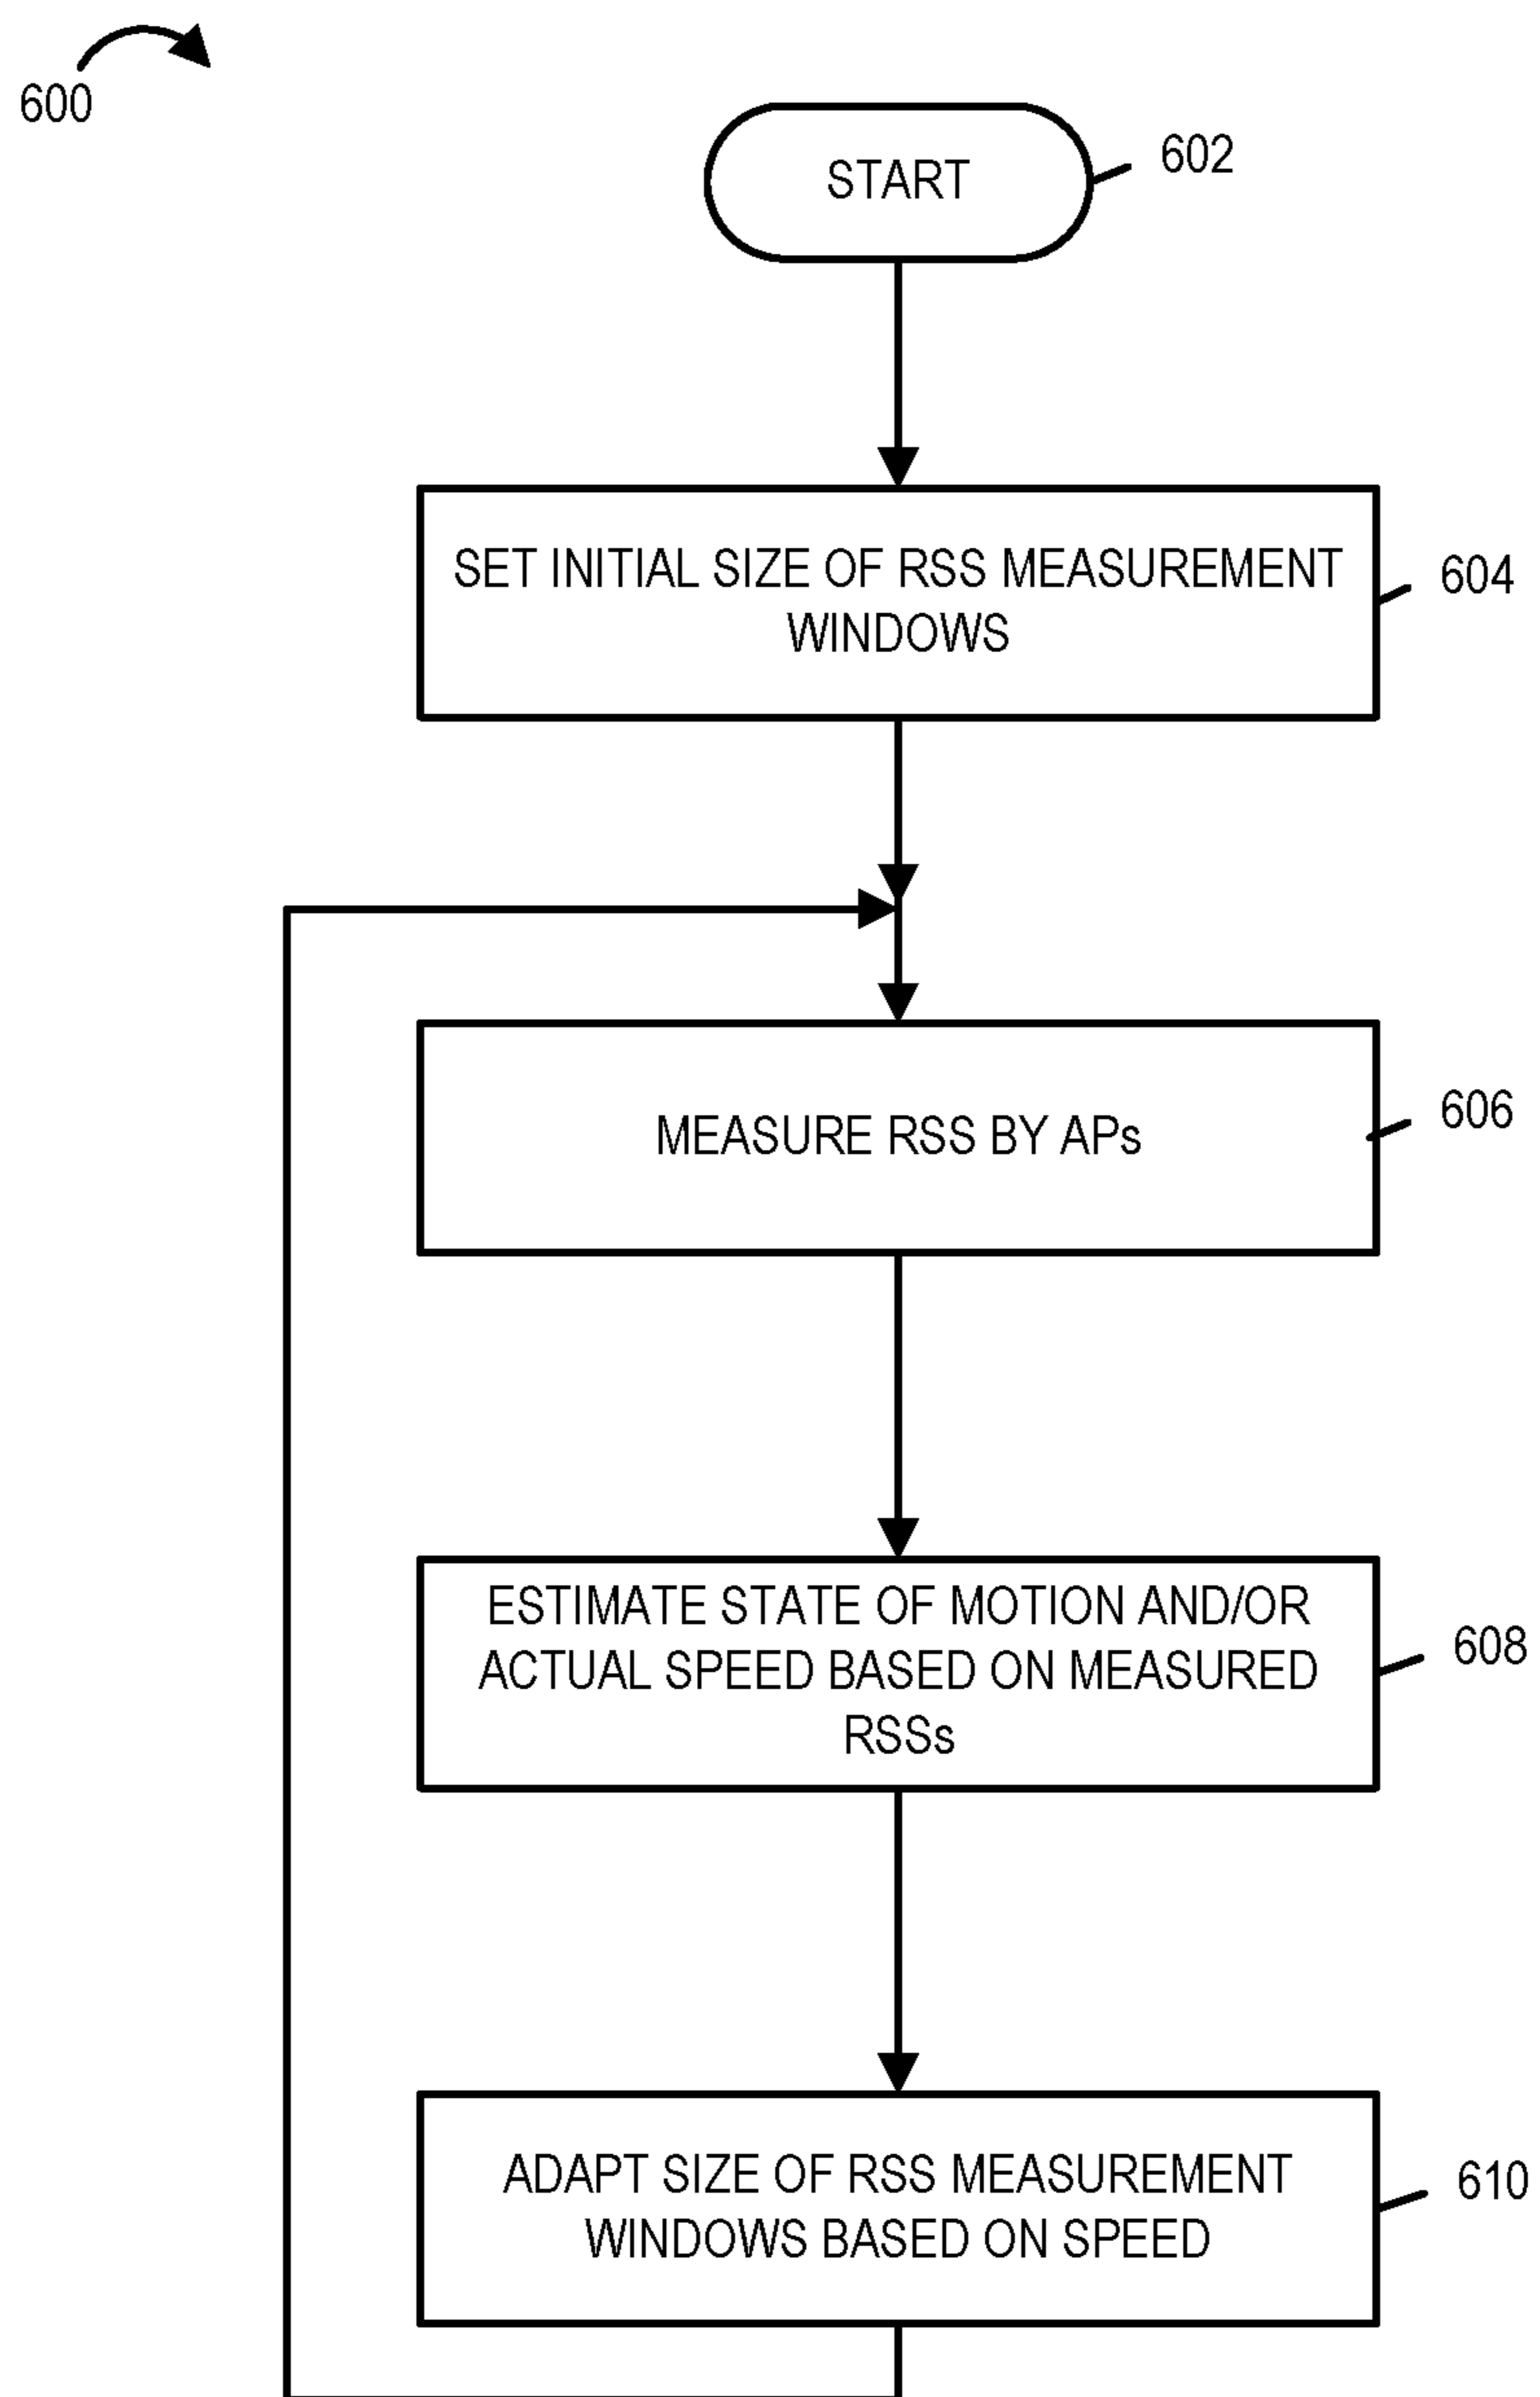 600
START
602
SET INITIAL SIZE OF RSS MEASUREMENT
WINDOWS
604
MEASURE RSS BY APs
606
ESTIMATE STATE OF MOTION AND/OR
ACTUAL SPEED BASED ON MEASURED
RSSs
608
ADAPT SIZE OF RSS MEASUREMENT
WINDOWS BASED ON SPEED
610